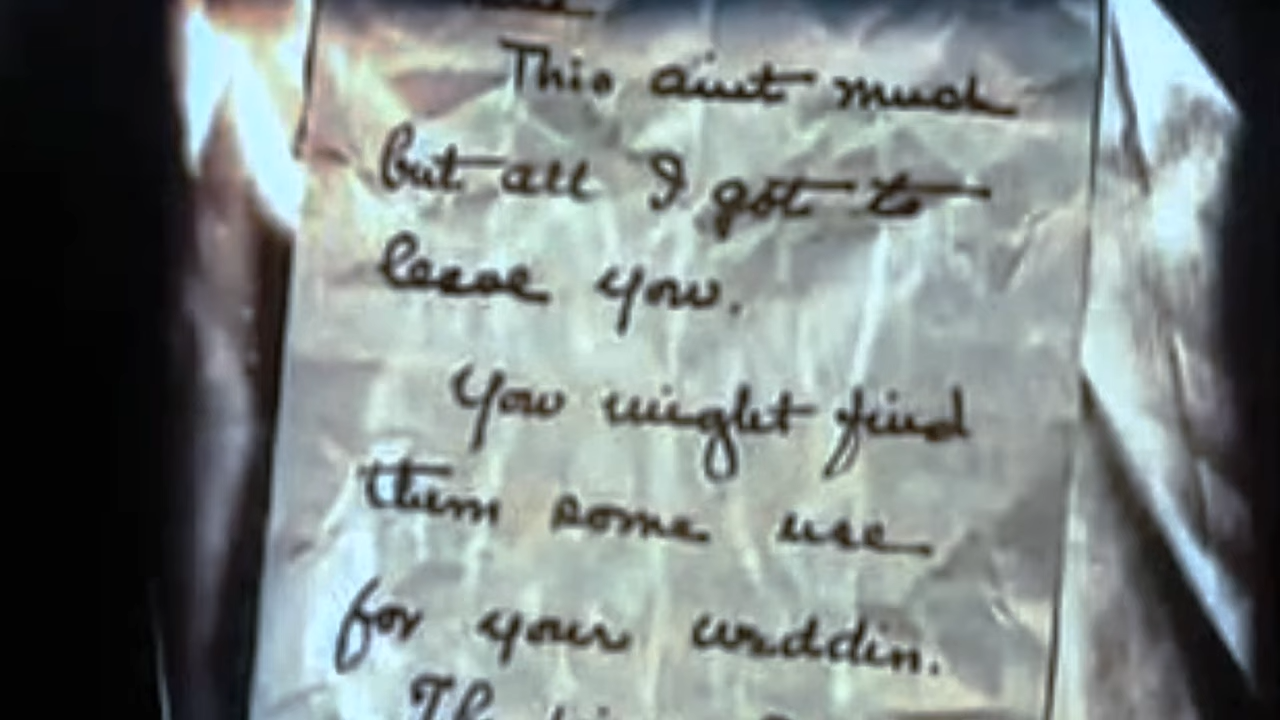 This aint much
but all I got to
leave you.
You might find
them some use
for your weddin.